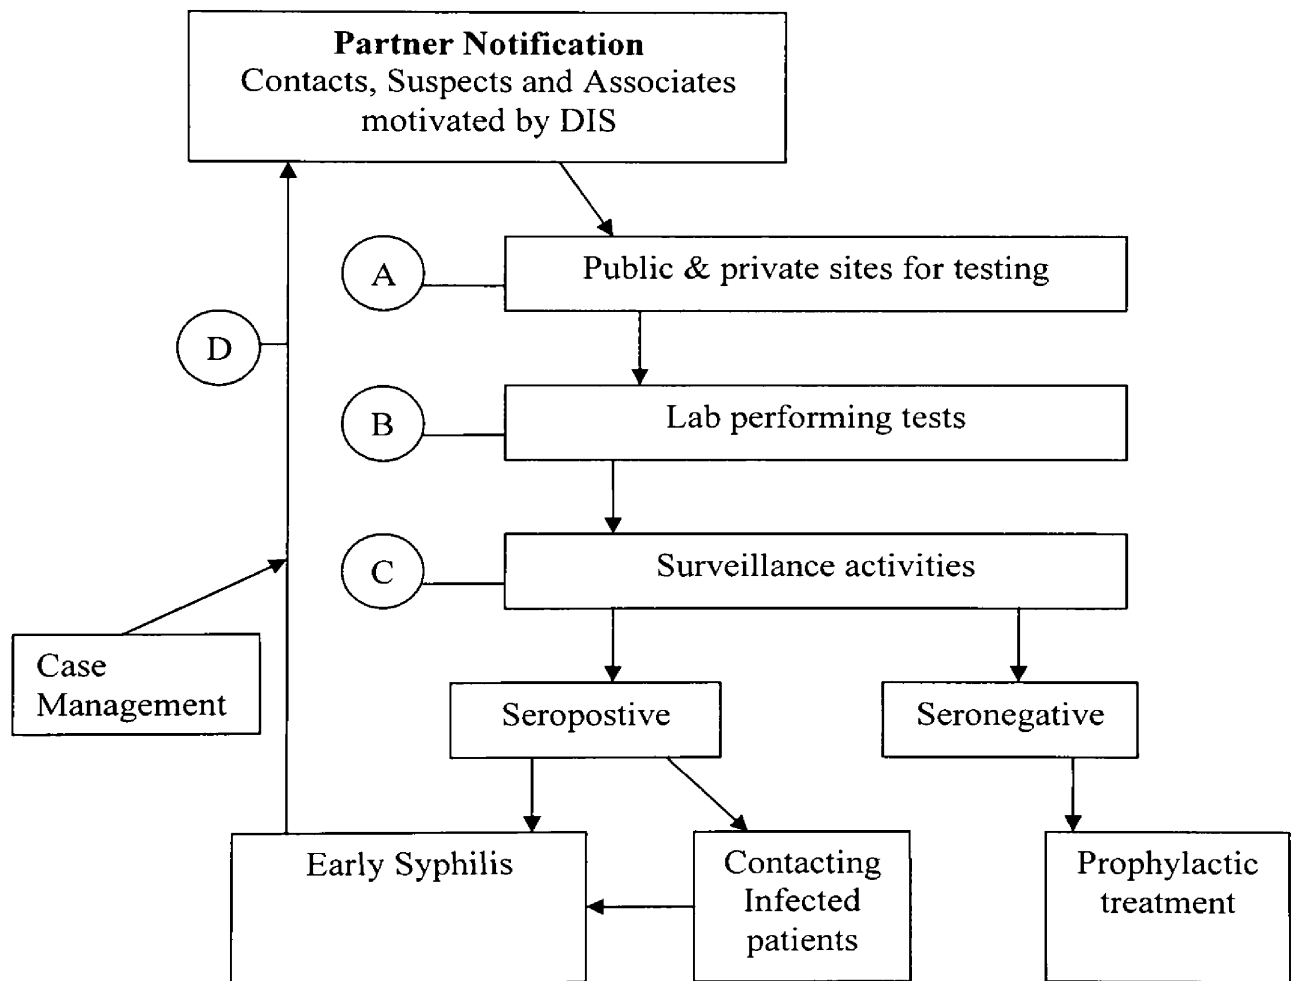 Partner Notification
Contacts, Suspects and Associates
motivated by DIS
A
Public & private sites for testing
D
B
Lab performing tests
C
Surveillance activities
Case
Management
Seropostive
Seronegative
Early Syphilis
Contacting
Infected
patients
Prophylactic
treatment